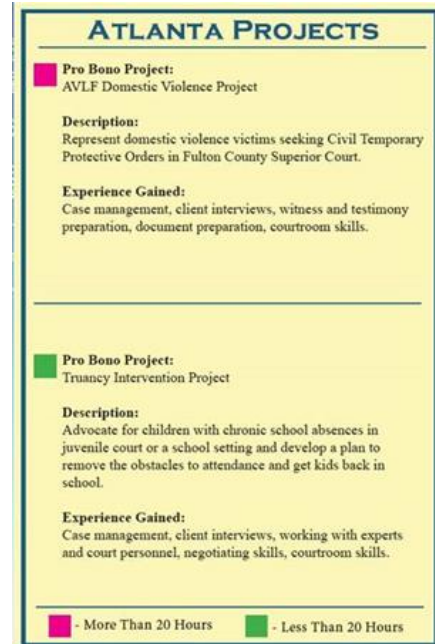 ATLANTA PROJECTS
Pro Bono Project:
AVLF Domestic Violence Project
Description:
Represent domestic violence victims seeking Civil Temporary
Protective Orders in Fulton County Superior Court.
Experience Gained:
Case management, client interviews, witness and testimony
preparation, document preparation, courtroom skills.
Pro Bono Project:
Truancy Intervention Project
Description:
Advocate for children with chronic school absences in
juvenile court or a school setting and develop a plan to
remove the obstacles to attendance and get kids back in
school.
Experience Gained:
Case management, client interviews, working with experts
and court personnel, negotiating skills, courtroom skills.
- More Than 20 Hours - Less Than 20 Hours